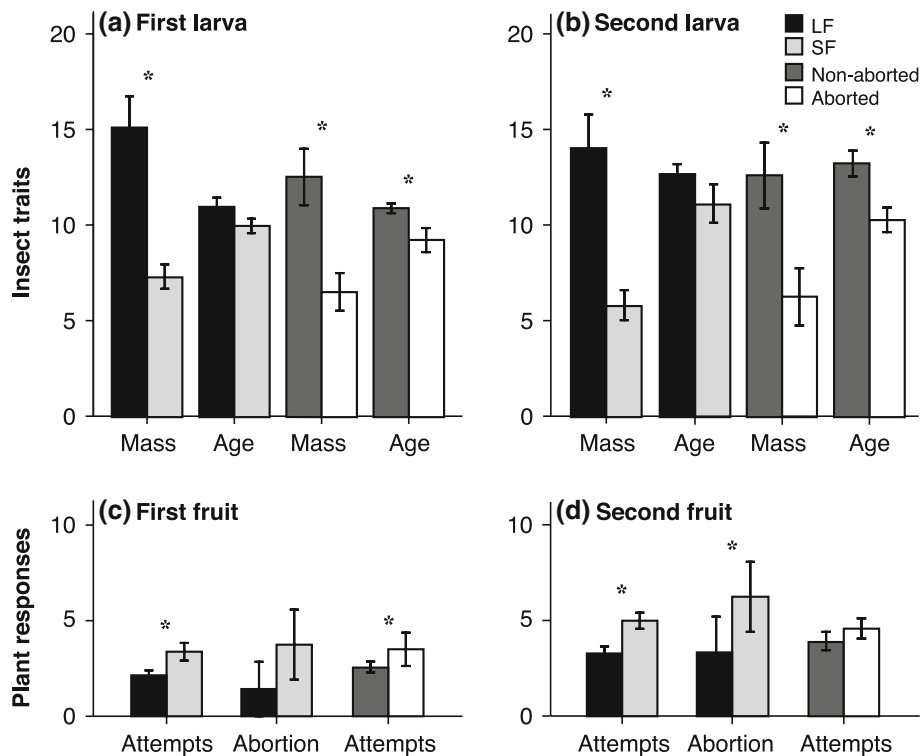 (a) First larva
20
15
10
5
0
Insect traits
*
*
*
Mass Age Mass Age
(b) Second larva
LF
SF
Non-aborted
Aborted
20
15
10
5
0
*
*
*
Mass Age Mass Age
(c) First fruit
10
5
0
Plant responses
*
*
Attempts Abortion Attempts
(d) Second fruit
10
5
0
*
*
Attempts Abortion Attempts